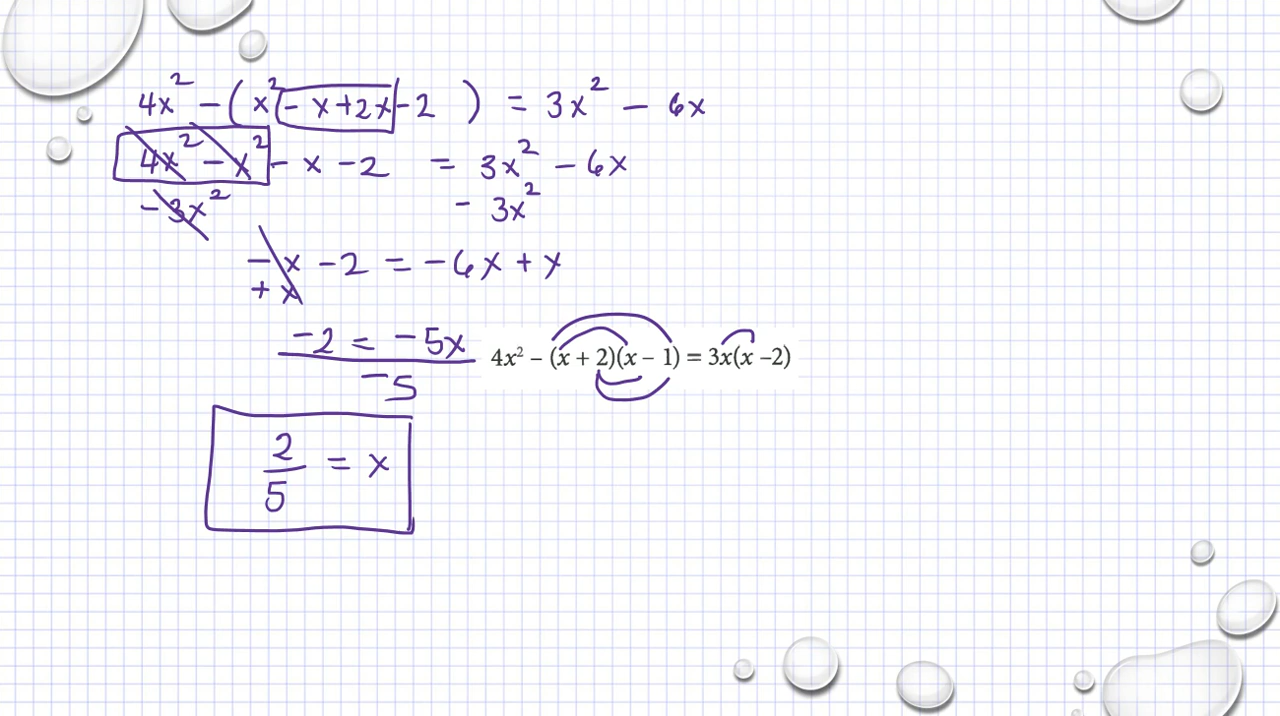 4x² - ( x² - x + 2x - 2 ) = 3x² - 6x
4x² - x² - x - 2 = 3x² - 6x
- 3x² - 3x²
- x - 2 = - 6x + x
+ x
-2 = -5x
-5
4x² – (x + 2)(x – 1) = 3x(x –2)
2/5 = x